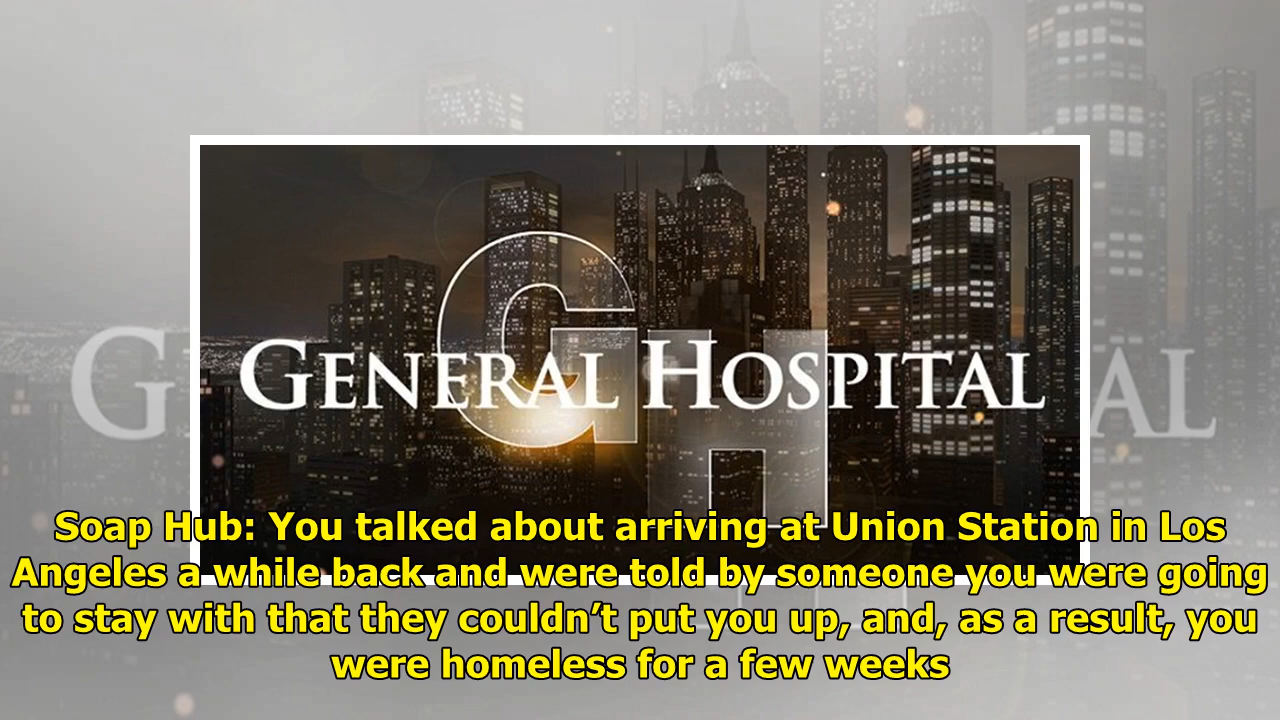 GH
GENERAL HOSPITAL
G AL
Soap Hub: You talked about arriving at Union Station in Los
Angeles a while back and were told by someone you were going
to stay with that they couldn’t put you up, and, as a result, you
were homeless for a few weeks